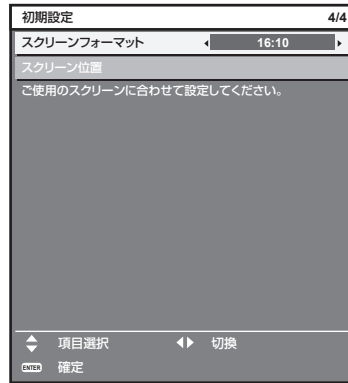 初期設定 4/4
スクリーンフォーマット 16:10
スクリーン位置
ご使用のスクリーンに合わせて設定してください。
項目選択 切換
ENTER 確定